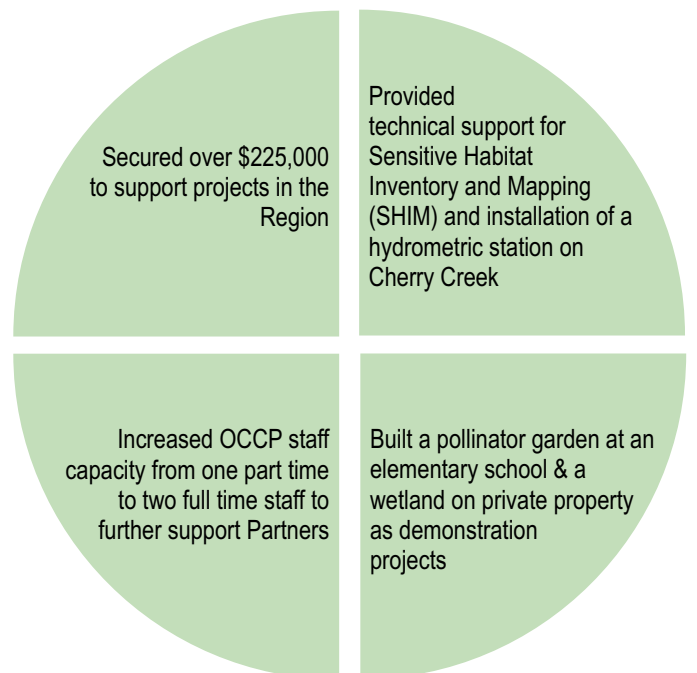 Secured over $225,000
to support projects in the
Region
Provided
technical support for
Sensitive Habitat
Inventory and Mapping
(SHIM) and installation of a
hydrometric station on
Cherry Creek
Increased OCCP staff
capacity from one part time
to two full time staff to
further support Partners
Built a pollinator garden at an
elementary school & a
wetland on private property
as demonstration
projects